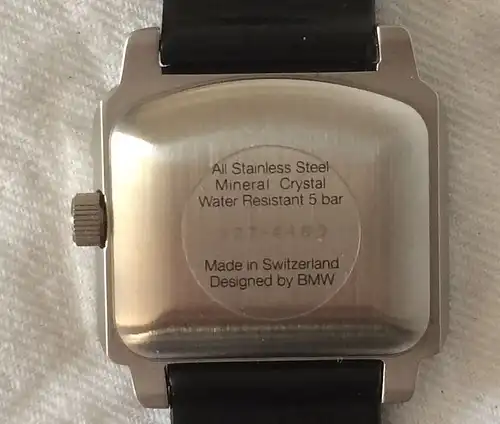 All Stainless Steel
Mineral Crystal
Water Resistant 5 bar
Made in Switzerland
Designed by BMW